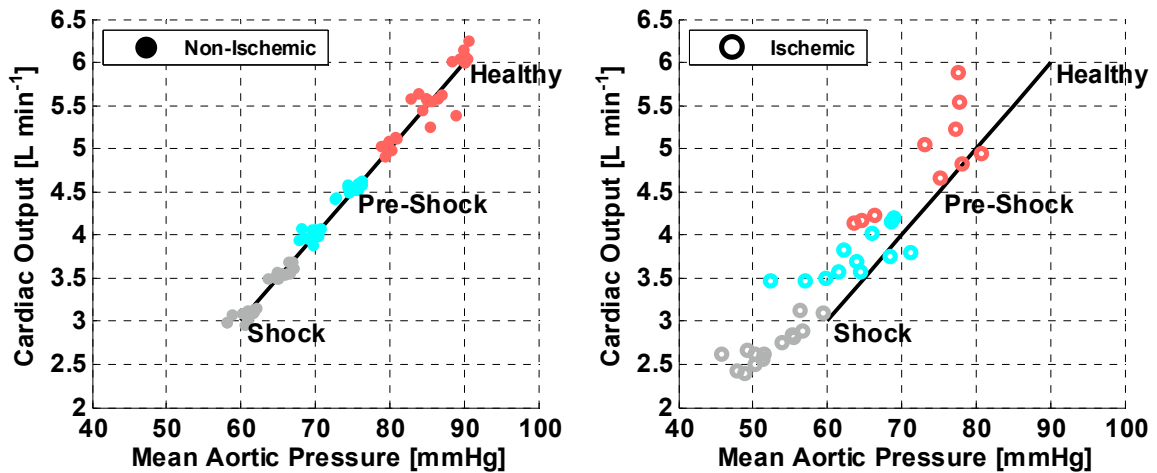 Cardiac Output [L min⁻¹]
6.5
6
5.5
5
4.5
4
3.5
3
2.5
2
Non-Ischemic
Healthy
Pre-Shock
Shock
40 50 60 70 80 90 100
Mean Aortic Pressure [mmHg]
Cardiac Output [L min⁻¹]
6.5
6
5.5
5
4.5
4
3.5
3
2.5
2
Ischemic
Healthy
Pre-Shock
Shock
40 50 60 70 80 90 100
Mean Aortic Pressure [mmHg]